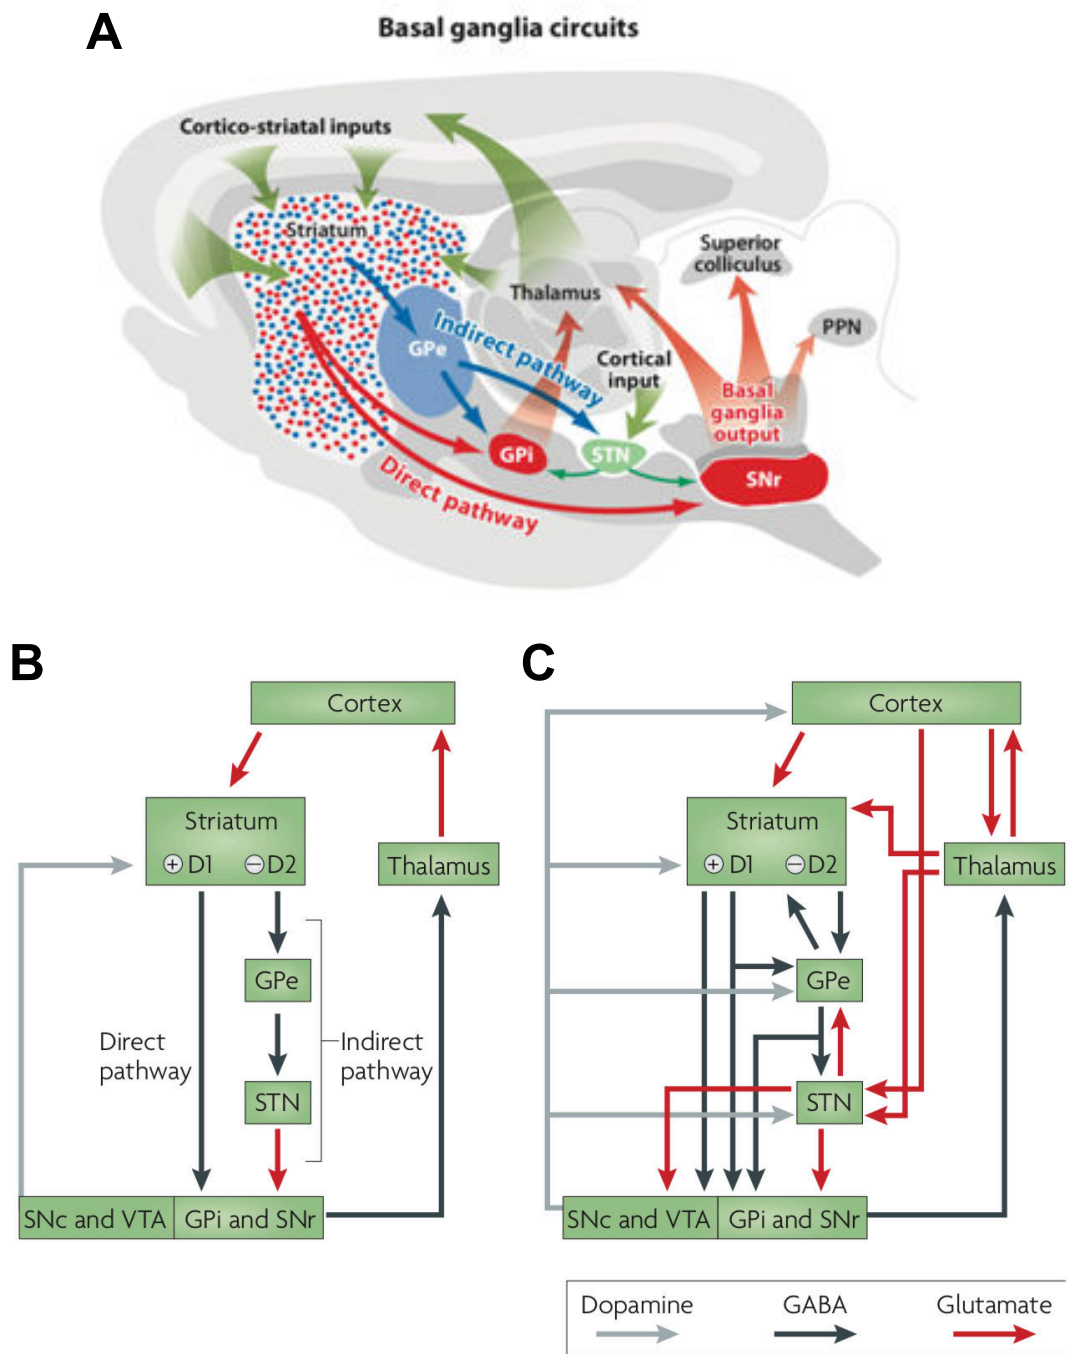 A
Basal ganglia circuits
Cortico-striatal inputs
Striatum
Superior
colliculus
Thalamus
PPN
GPe
Indirect pathway
Cortical
input
Basal
ganglia
output
GPi
STN
SNr
Direct pathway
B
Cortex
Striatum
+ D1
− D2
Thalamus
GPe
Direct
pathway
Indirect
pathway
STN
SNc and VTA
GPi and SNr
C
Cortex
Striatum
+ D1
− D2
Thalamus
GPe
STN
SNc and VTA
GPi and SNr
Dopamine
GABA
Glutamate